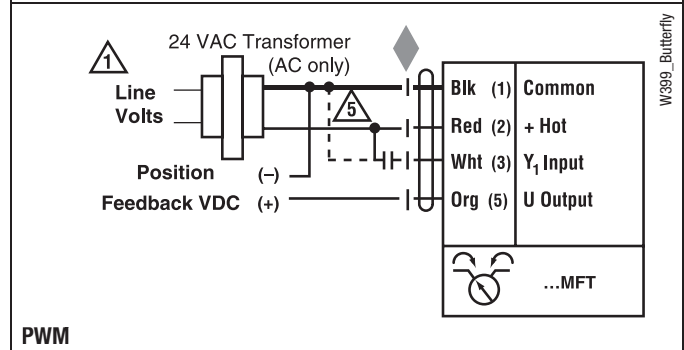 24 VAC Transformer
(AC only)
1
Line
Volts
5
Position (–)
Feedback VDC (+)
Blk (1) Common
Red (2) + Hot
Wht (3) Y₁ Input
Org (5) U Output
...MFT
W399_Butterfly
PWM